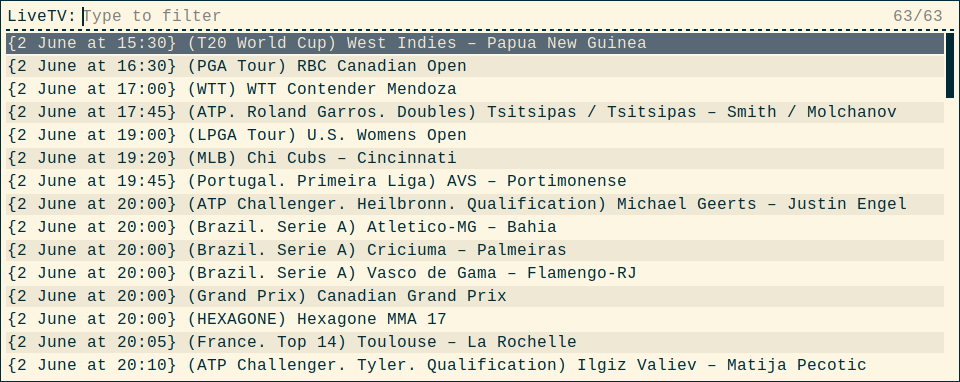 LiveTV: Type to filter 63/63
{2 June at 15:30} (T20 World Cup) West Indies – Papua New Guinea
{2 June at 16:30} (PGA Tour) RBC Canadian Open
{2 June at 17:00} (WTT) WTT Contender Mendoza
{2 June at 17:45} (ATP. Roland Garros. Doubles) Tsitsipas / Tsitsipas – Smith / Molchanov
{2 June at 19:00} (LPGA Tour) U.S. Womens Open
{2 June at 19:20} (MLB) Chi Cubs – Cincinnati
{2 June at 19:45} (Portugal. Primeira Liga) AVS – Portimonense
{2 June at 20:00} (ATP Challenger. Heilbronn. Qualification) Michael Geerts – Justin Engel
{2 June at 20:00} (Brazil. Serie A) Atletico-MG – Bahia
{2 June at 20:00} (Brazil. Serie A) Criciuma – Palmeiras
{2 June at 20:00} (Brazil. Serie A) Vasco de Gama – Flamengo-RJ
{2 June at 20:00} (Grand Prix) Canadian Grand Prix
{2 June at 20:00} (HEXAGONE) Hexagone MMA 17
{2 June at 20:05} (France. Top 14) Toulouse – La Rochelle
{2 June at 20:10} (ATP Challenger. Tyler. Qualification) Ilgiz Valiev – Matija Pecotic